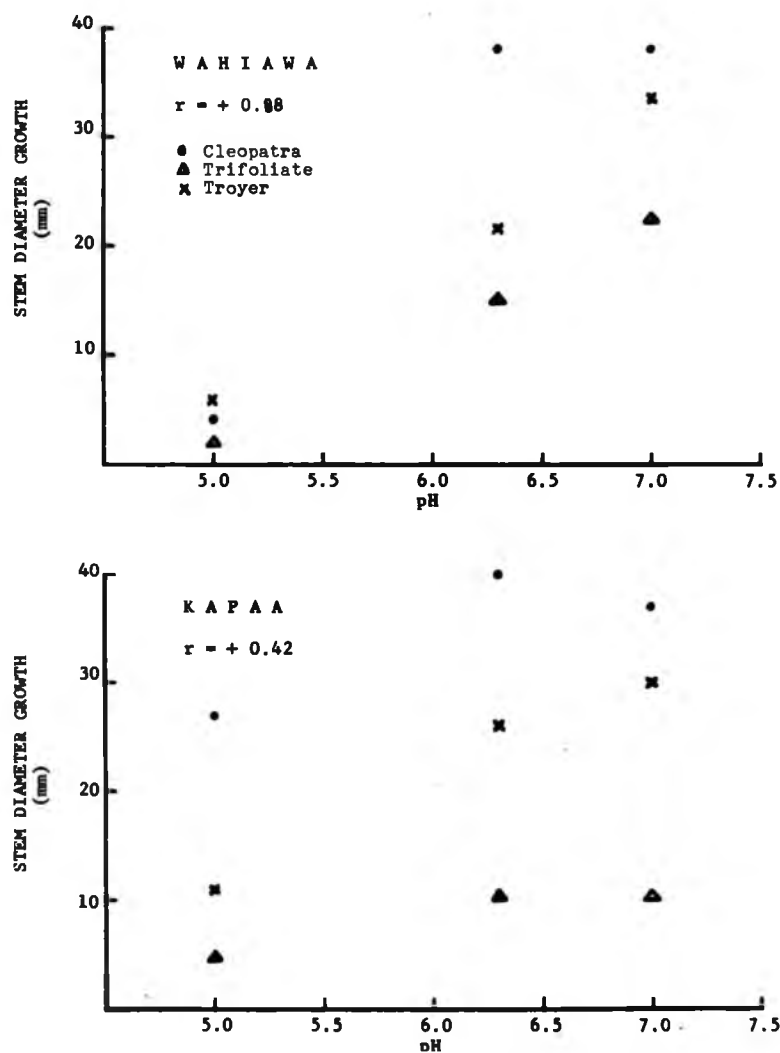 40
W A H I A W A
r = + 0.88
30
● Cleopatra
▲ Trifoliate
✖ Troyer
STEM DIAMETER GROWTH
(mm)
20
10
5.0 5.5 6.0 6.5 7.0 7.5
pH
40
K A P A A
r = + 0.42
30
STEM DIAMETER GROWTH
(mm)
20
10
5.0 5.5 6.0 6.5 7.0 7.5
pH